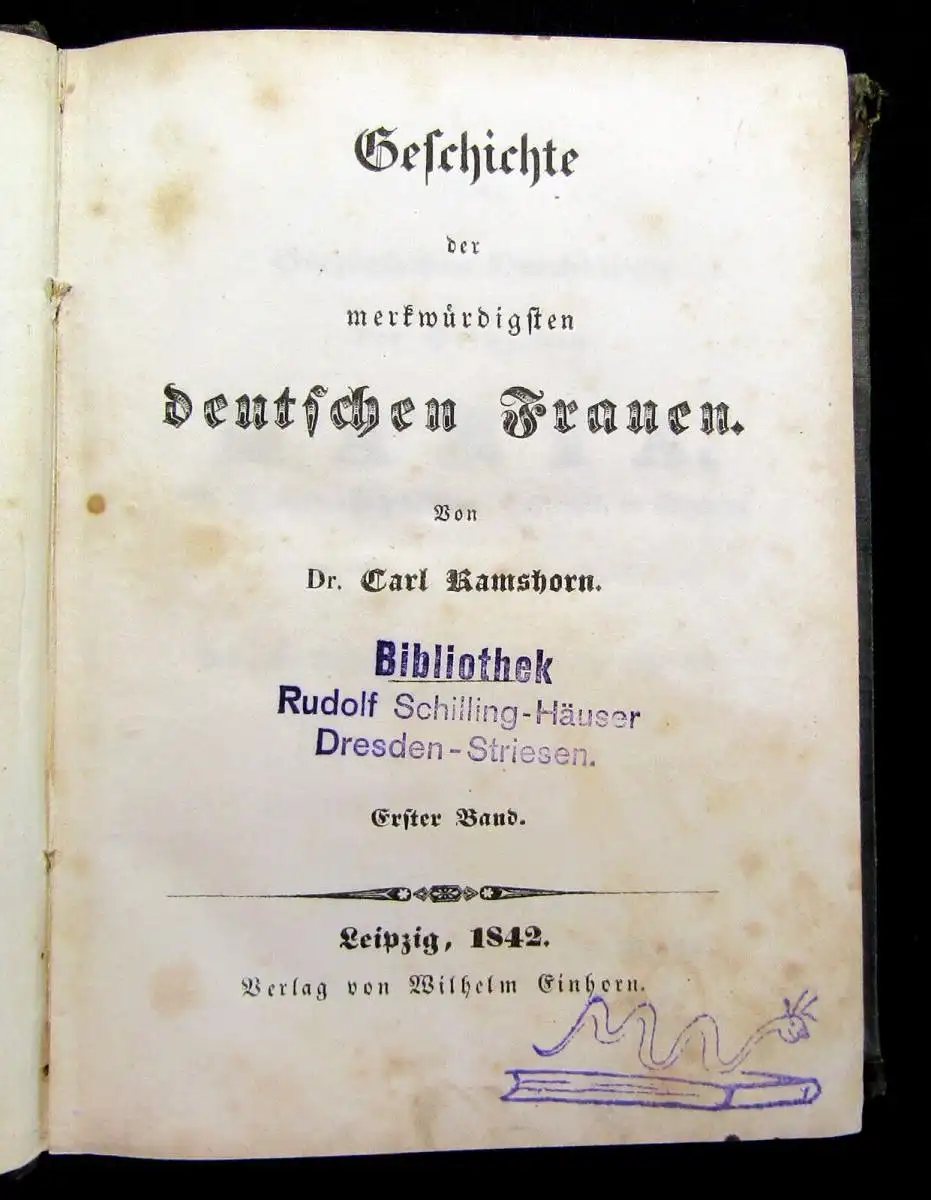 Geſchichte
der
merkwürdigſten
deutſchen Frauen.
Von
Dr. Carl Ramshorn.
Bibliothek
Rudolf Schilling-Häuser
Dresden-Striesen.
Erſter Band.
Leipzig, 1842.
Verlag von Wilhelm Einhorn.